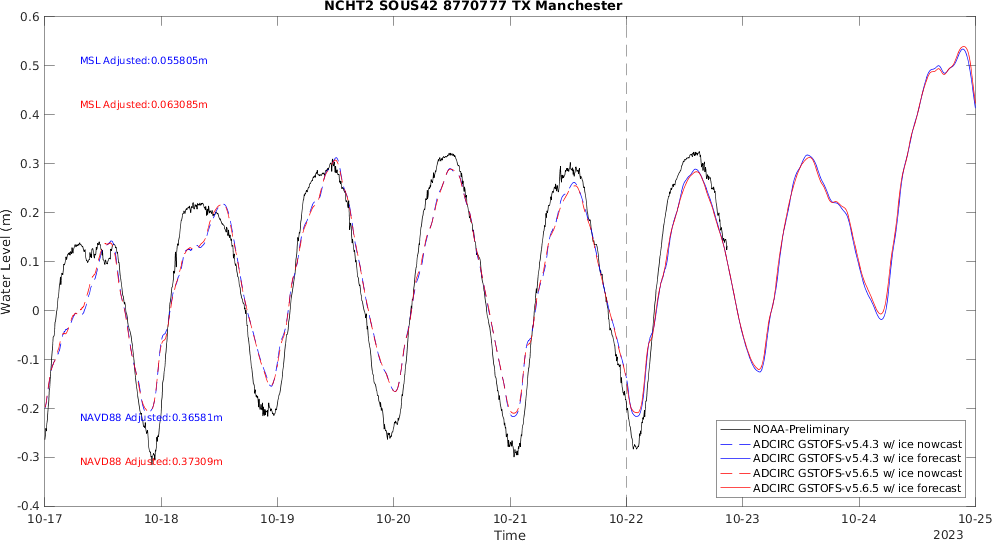 NCHT2 SOUS42 8770777 TX Manchester
0.6
0.5
0.4
0.3
0.2
0.1
0
-0.1
-0.2
-0.3
-0.4
Water Level (m)
MSL Adjusted:0.055805m
MSL Adjusted:0.063085m
NAVD88 Adjusted:0.36581m
NAVD88 Adjusted:0.37309m
NOAA-Preliminary
ADCIRC GSTOFS-v5.4.3 w/ ice nowcast
ADCIRC GSTOFS-v5.4.3 w/ ice forecast
ADCIRC GSTOFS-v5.6.5 w/ ice nowcast
ADCIRC GSTOFS-v5.6.5 w/ ice forecast
10-17 10-18 10-19 10-20 10-21 10-22 10-23 10-24 10-25
Time
2023